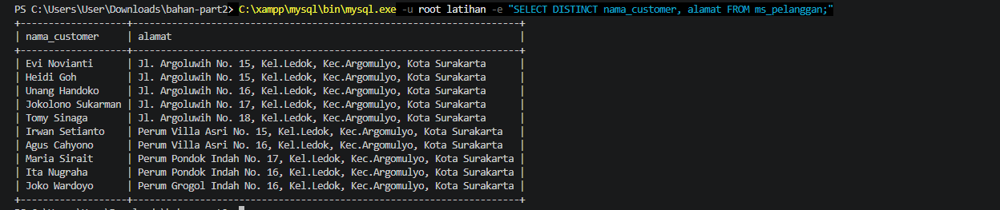 PS C:\Users\User\Downloads\bahan-part2> C:\xampp\mysql\bin\mysql.exe -u root latihan -e "SELECT DISTINCT nama_customer, alamat FROM ms_pelanggan;"
+------------------+--------------------------------------------------------------+
| nama_customer    | alamat                                                       |
+------------------+--------------------------------------------------------------+
| Evi Novianti     | Jl. Argoluwih No. 15, Kel.Ledok, Kec.Argomulyo, Kota Surakarta      |
| Heidi Goh        | Jl. Argoluwih No. 15, Kel.Ledok, Kec.Argomulyo, Kota Surakarta      |
| Unang Handoko    | Jl. Argoluwih No. 16, Kel.Ledok, Kec.Argomulyo, Kota Surakarta      |
| Jokolono Sukarman | Jl. Argoluwih No. 17, Kel.Ledok, Kec.Argomulyo, Kota Surakarta      |
| Tomy Sinaga      | Jl. Argoluwih No. 18, Kel.Ledok, Kec.Argomulyo, Kota Surakarta      |
| Irwan Setianto   | Perum Villa Asri No. 15, Kel.Ledok, Kec.Argomulyo, Kota Surakarta   |
| Agus Cahyono     | Perum Villa Asri No. 16, Kel.Ledok, Kec.Argomulyo, Kota Surakarta   |
| Maria Sirait     | Perum Pondok Indah No. 17, Kel.Ledok, Kec.Argomulyo, Kota Surakarta |
| Ita Nugraha      | Perum Pondok Indah No. 16, Kel.Ledok, Kec.Argomulyo, Kota Surakarta |
| Joko Wardoyo     | Perum Grogol Indah No. 16, Kel.Ledok, Kec.Argomulyo, Kota Surakarta |
+------------------+--------------------------------------------------------------+